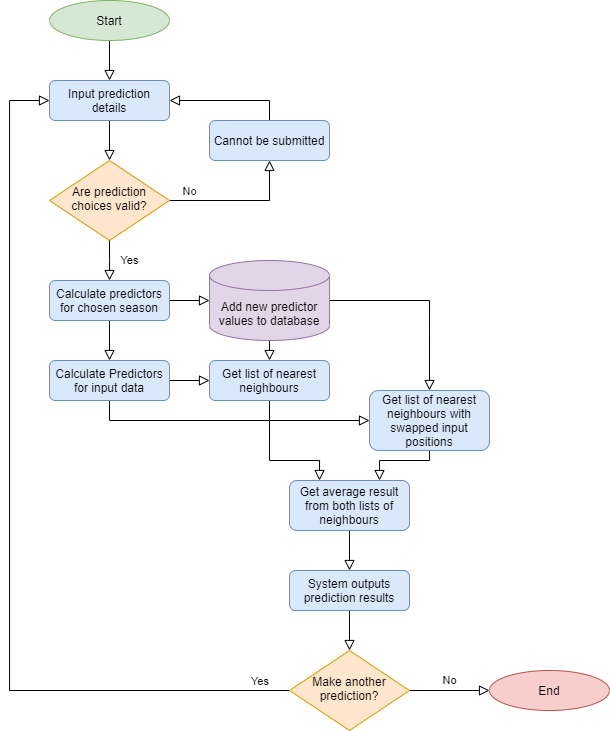 Start
Input prediction
details
Cannot be submitted
Are prediction
choices valid?
No
Yes
Calculate predictors
for chosen season
Add new predictor
values to database
Calculate Predictors
for input data
Get list of nearest
neighbours
Get list of nearest
neighbours with
swapped input
positions
Get average result
from both lists of
neighbours
System outputs
prediction results
Make another
prediction?
Yes
No
End